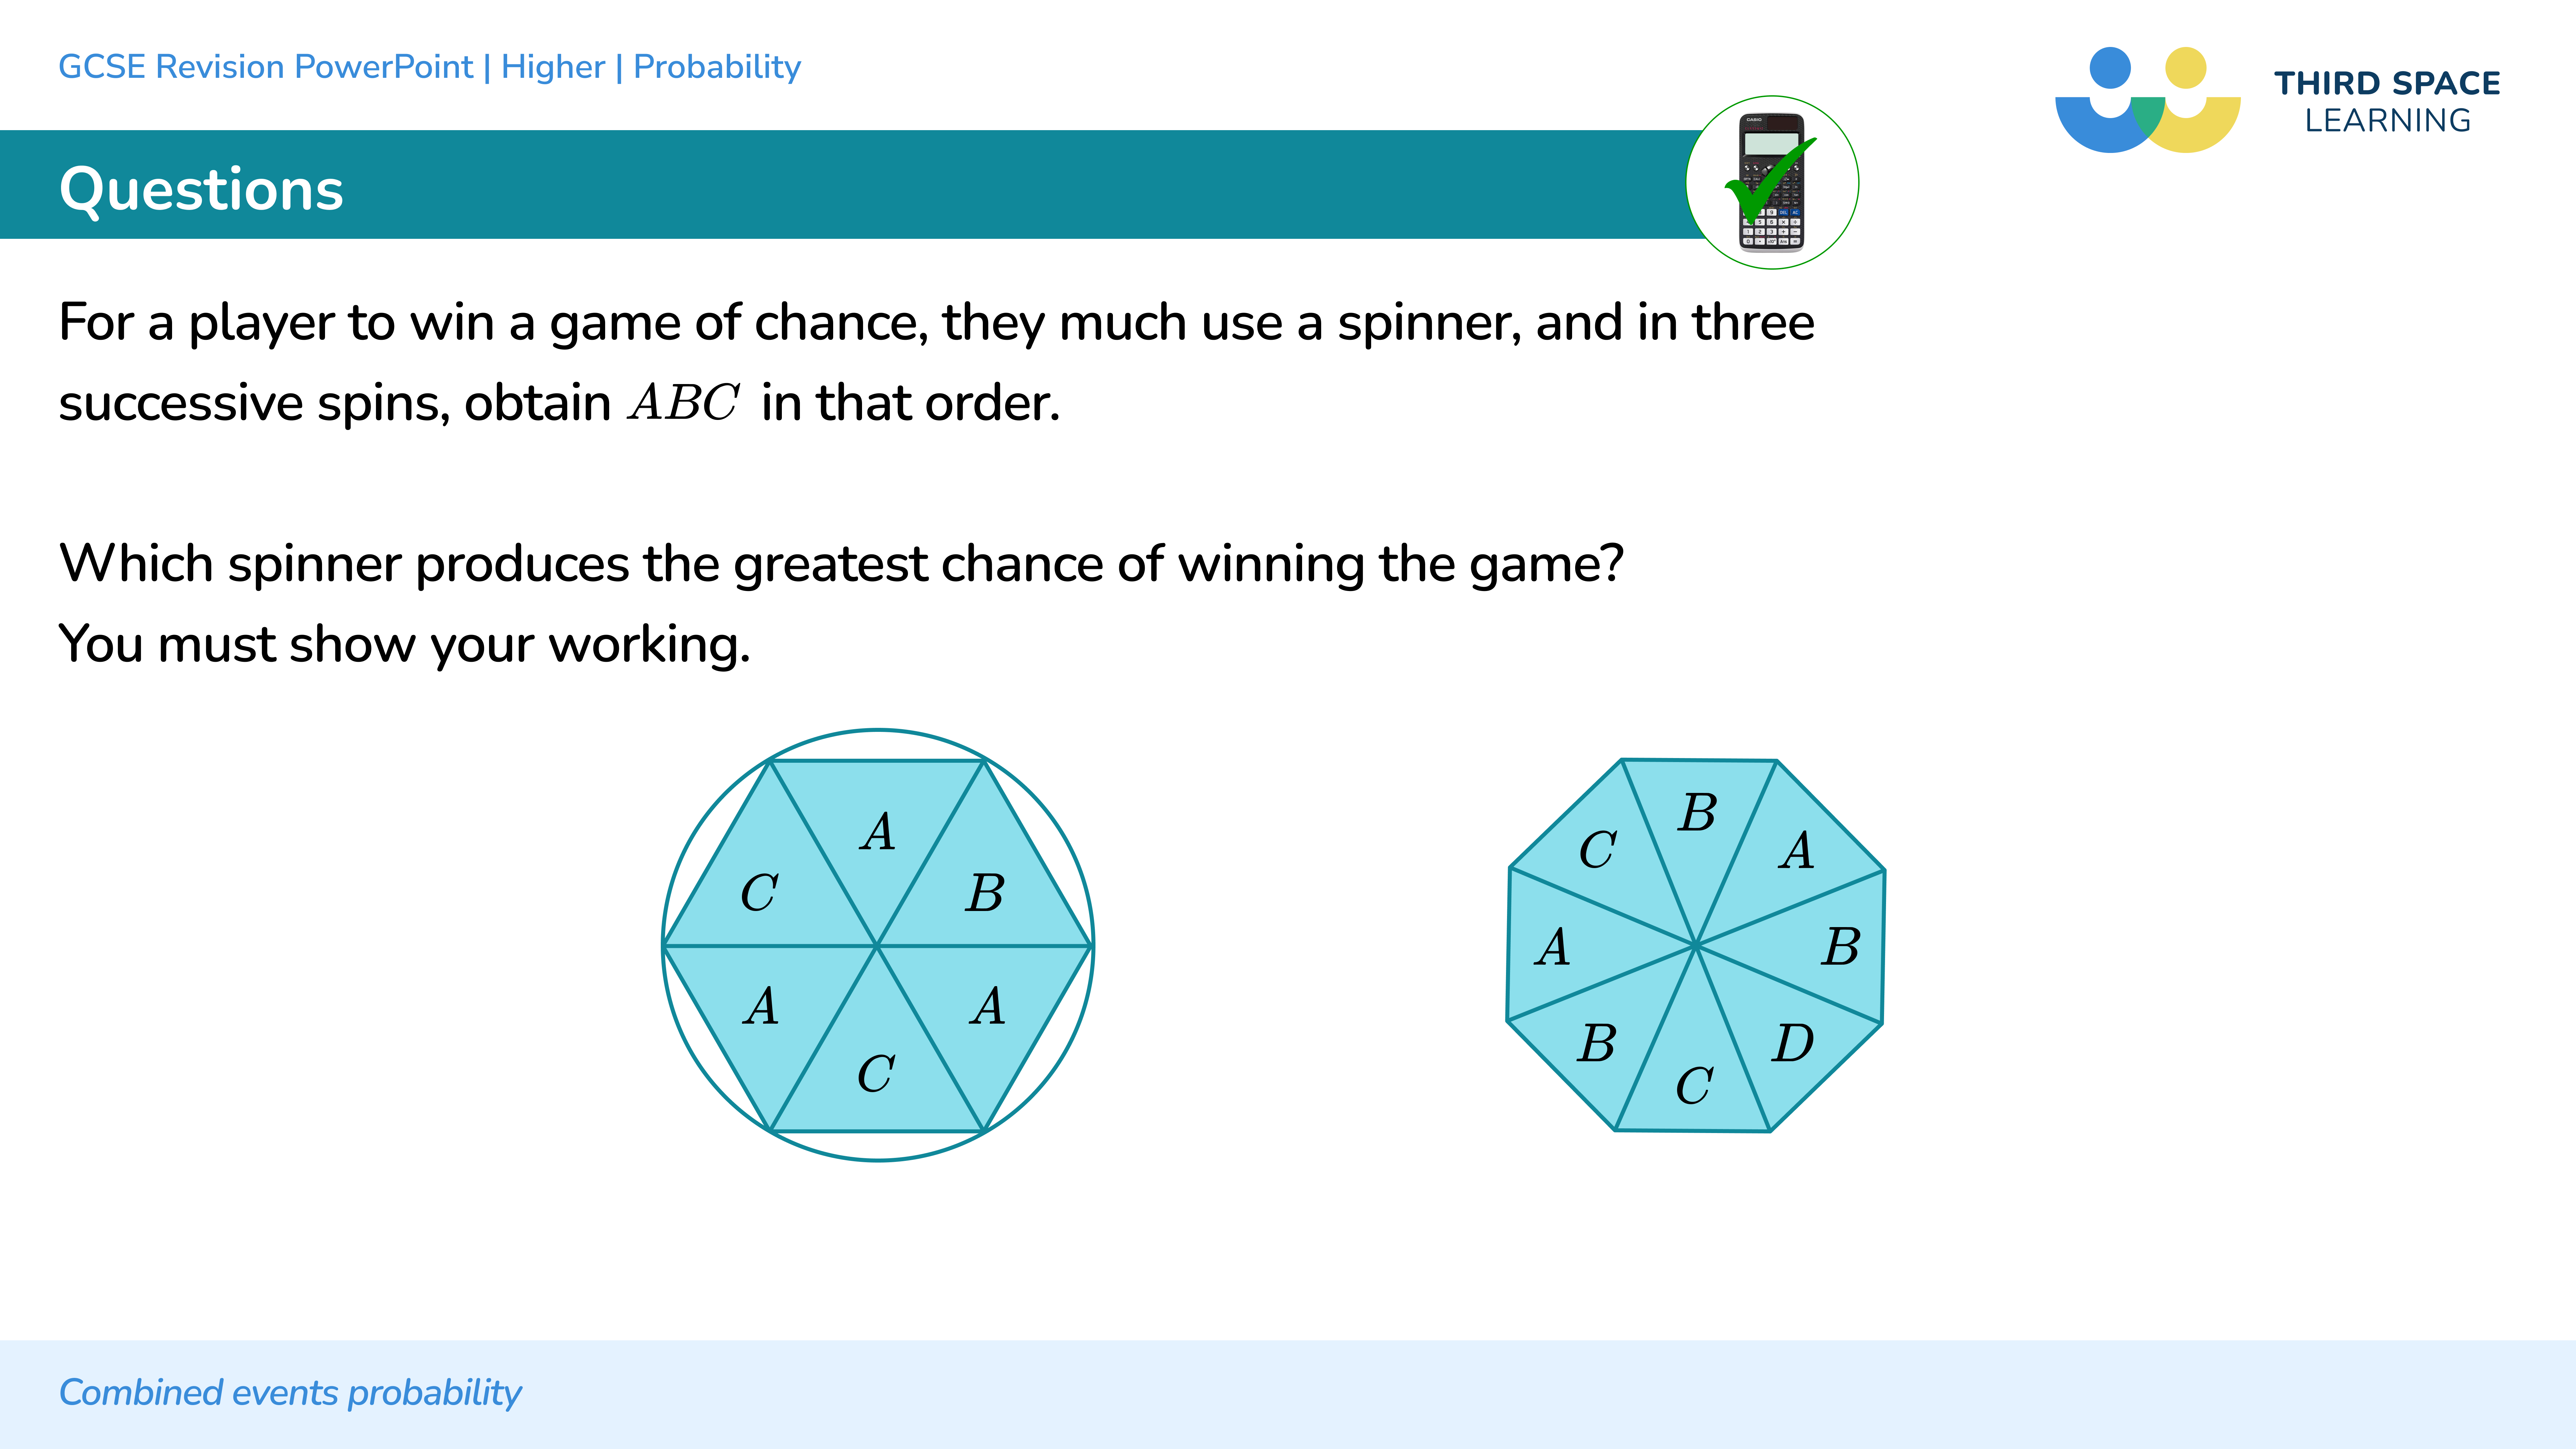 GCSE Revision PowerPoint | Higher | Probability
THIRD SPACE
LEARNING
Questions
CASIO
For a player to win a game of chance, they much use a spinner, and in three
successive spins, obtain ABC in that order.
Which spinner produces the greatest chance of winning the game?
You must show your working.
A
C
B
A
A
C
B
C
A
A
B
B
D
C
Combined events probability